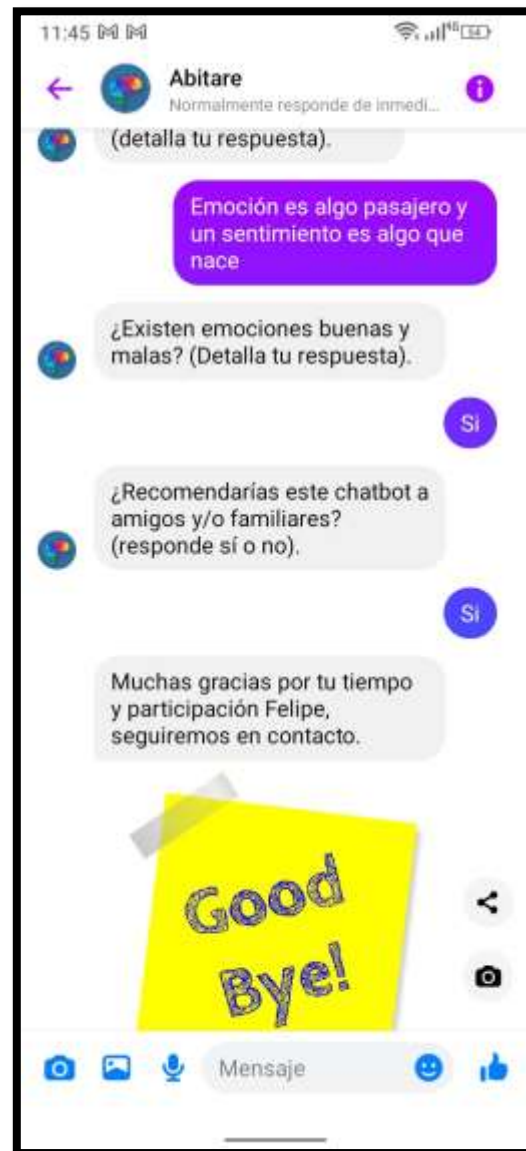 11:45
4G 54
Abitare
Normalmente responde de inmedi...
(detalla tu respuesta).
Emoción es algo pasajero y
un sentimiento es algo que
nace
¿Existen emociones buenas y
malas? (Detalla tu respuesta).
Si
¿Recomendarías este chatbot a
amigos y/o familiares?
(responde sí o no).
Si
Muchas gracias por tu tiempo
y participación Felipe,
seguiremos en contacto.
Good
Bye!
Mensaje